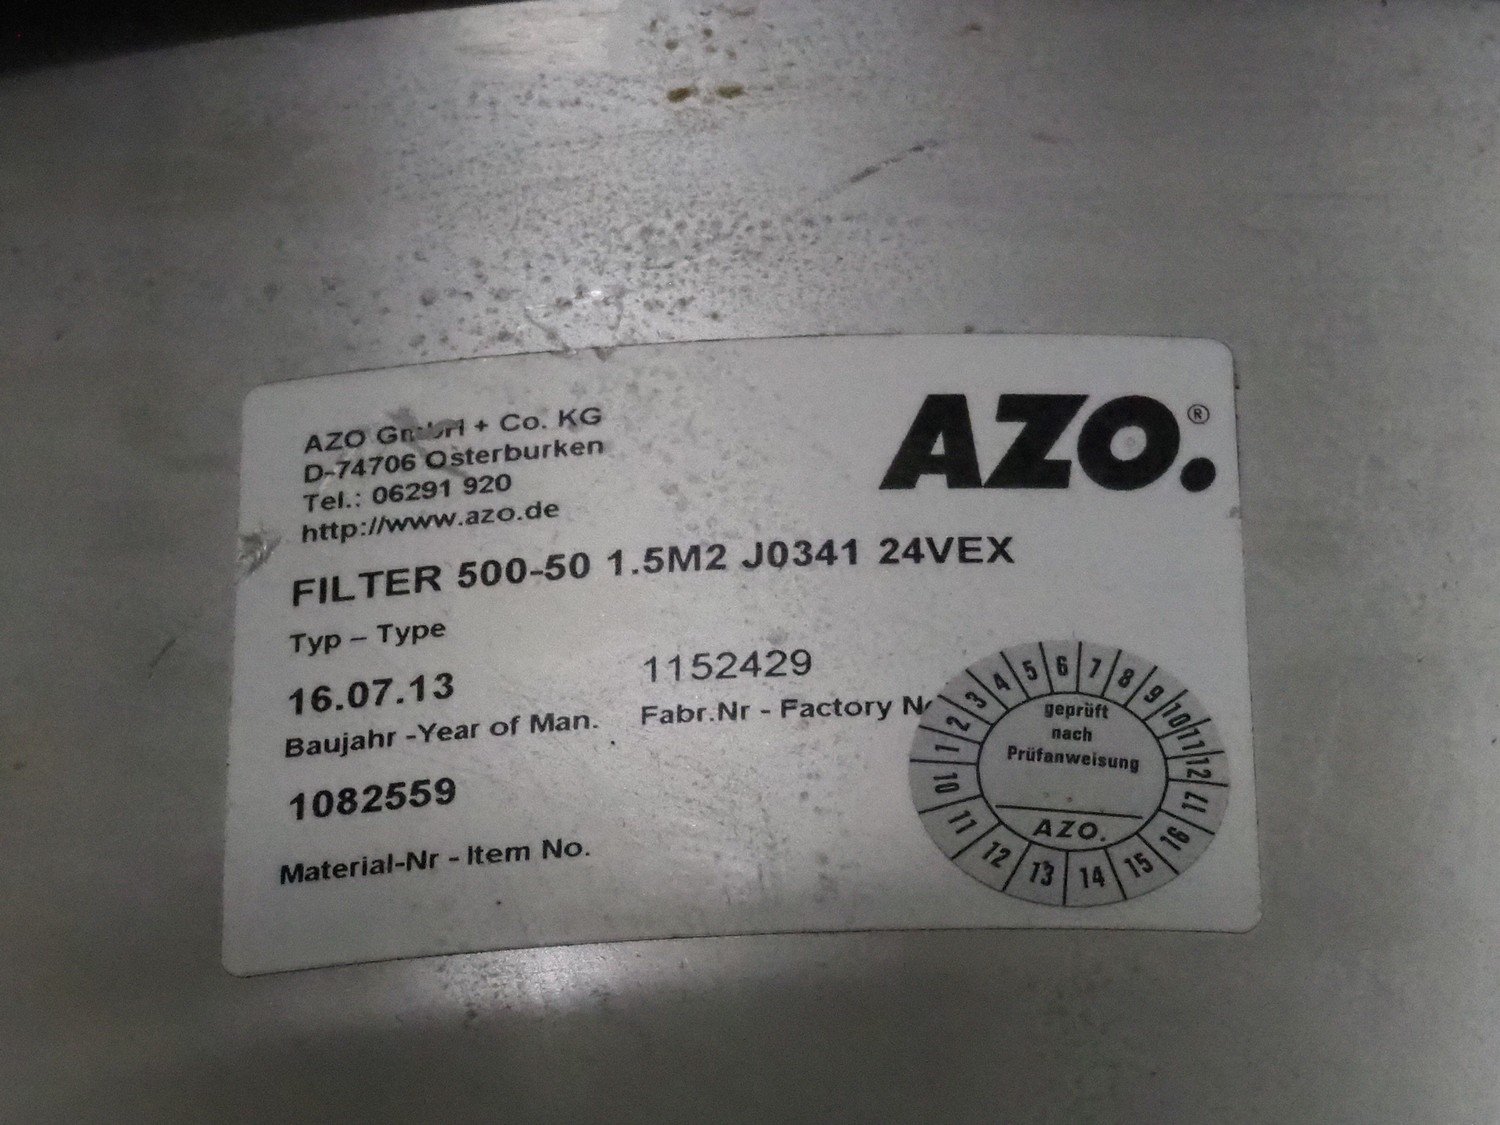 AZO GmbH + Co. KG
D-74706 Osterburken
Tel.: 06291 920
http://www.azo.de
AZO.®
FILTER 500-50 1.5M2 J0341 24VEX
Typ – Type
16.07.13
1152429
Baujahr -Year of Man.
Fabr.Nr - Factory
1082559
Material-Nr - Item No.
1 2 3 4 5 6 7 8 9 10 11 12
geprüft
nach
Prüfanweisung
AZO.
10 11 12 13 14 15 16 17